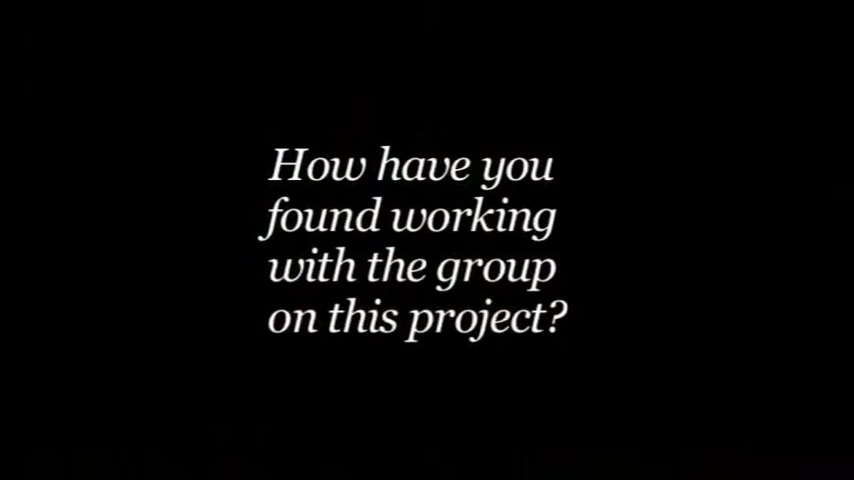 How have you
found working
with the group
on this project?